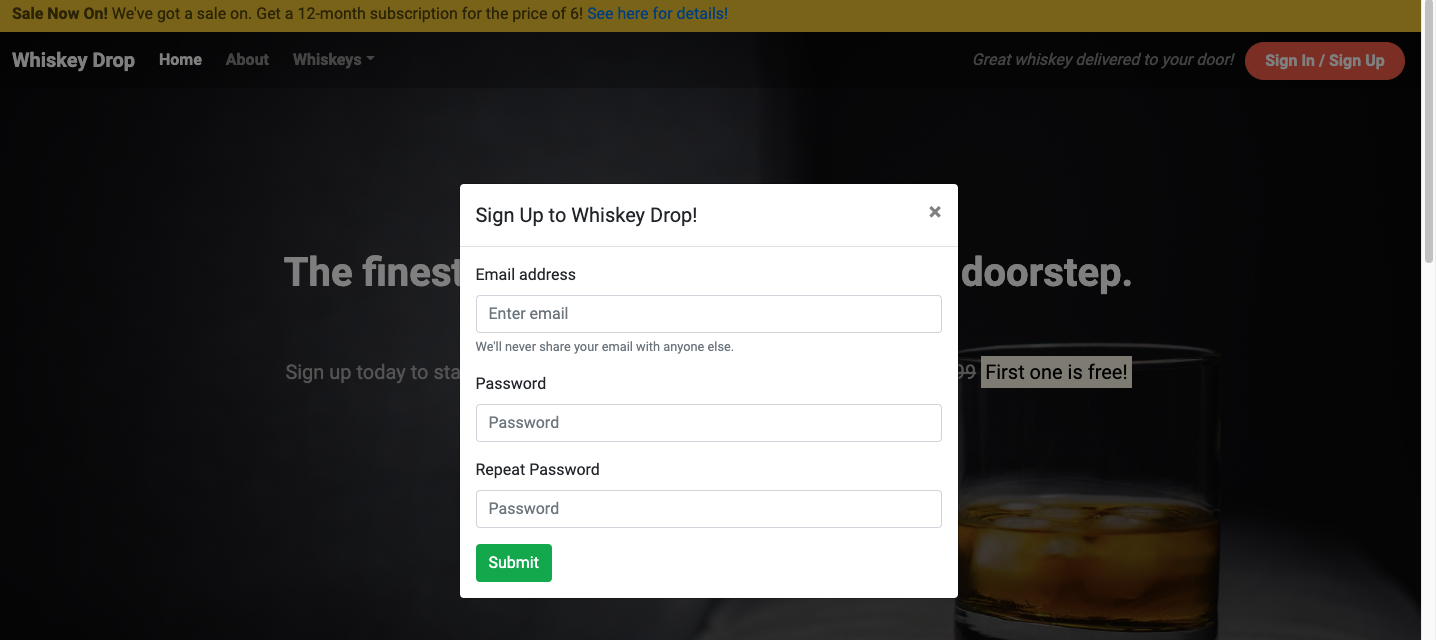 Sale Now On! We've got a sale on. Get a 12-month subscription for the price of 6! See here for details!
Whiskey Drop Home About Whiskeys Great whiskey delivered to your door! Sign In / Sign Up
Sign Up to Whiskey Drop! ×
The finest doorstep.
Email address
Enter email
We'll never share your email with anyone else.
Sign up today to sta 99 First one is free!
Password
Password
Repeat Password
Password
Submit